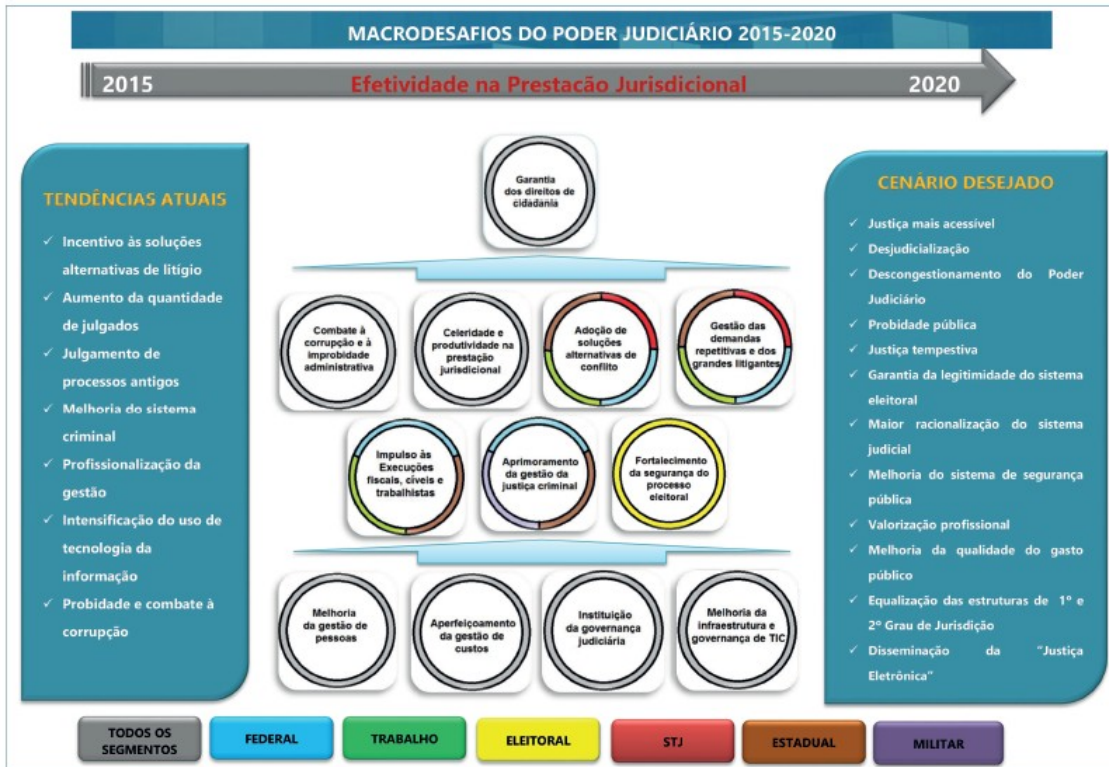 MACRODESAFIOS DO PODER JUDICIÁRIO 2015-2020
2015
Efetividade na Prestacão Jurisdicional
2020
TENDÊNCIAS ATUAIS
✓ Incentivo às soluções
alternativas de litígio
✓ Aumento da quantidade
de julgados
✓ Julgamento de
processos antigos
✓ Melhoria do sistema
criminal
✓ Profissionalização da
gestão
✓ Intensificação do uso de
tecnologia da
informação
✓ Probidade e combate à
corrupção
Garantia
dos direitos de
cidadania
Combate à
corrupção e à
improbidade
administrativa
Celeridade e
produtividade na
prestação
jurisdicional
Adoção de
soluções
alternativas de
conflito
Gestão das
demandas
repetitivas e dos
grandes litigantes
Impulso às
Execuções
fiscais, cíveis e
trabalhistas
Aprimoramento
da gestão da
justiça criminal
Fortalecimento
da segurança do
processo
eleitoral
Melhoria
da gestão de
pessoas
Aperfeiçoamento
da gestão de
custos
Instituição
da governança
judiciária
Melhoria da
infraestrutura e
governança de TIC
CENÁRIO DESEJADO
✓ Justiça mais acessível
✓ Desjudicialização
✓ Descongestionamento do Poder
Judiciário
✓ Probidade pública
✓ Justiça tempestiva
✓ Garantia da legitimidade do sistema
eleitoral
✓ Maior racionalização do sistema
judicial
✓ Melhoria do sistema de segurança
pública
✓ Valorização profissional
✓ Melhoria da qualidade do gasto
público
✓ Equalização das estruturas de 1º e
2º Grau de Jurisdição
✓ Disseminação da "Justiça
Eletrônica"
TODOS OS
SEGMENTOS
FEDERAL
TRABALHO
ELEITORAL
STJ
ESTADUAL
MILITAR